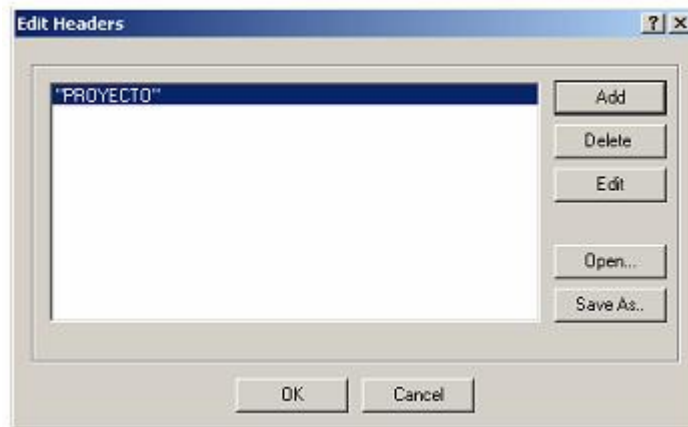 Edit Headers
"PROYECTO"
Add
Delete
Edit
Open...
Save As..
OK
Cancel